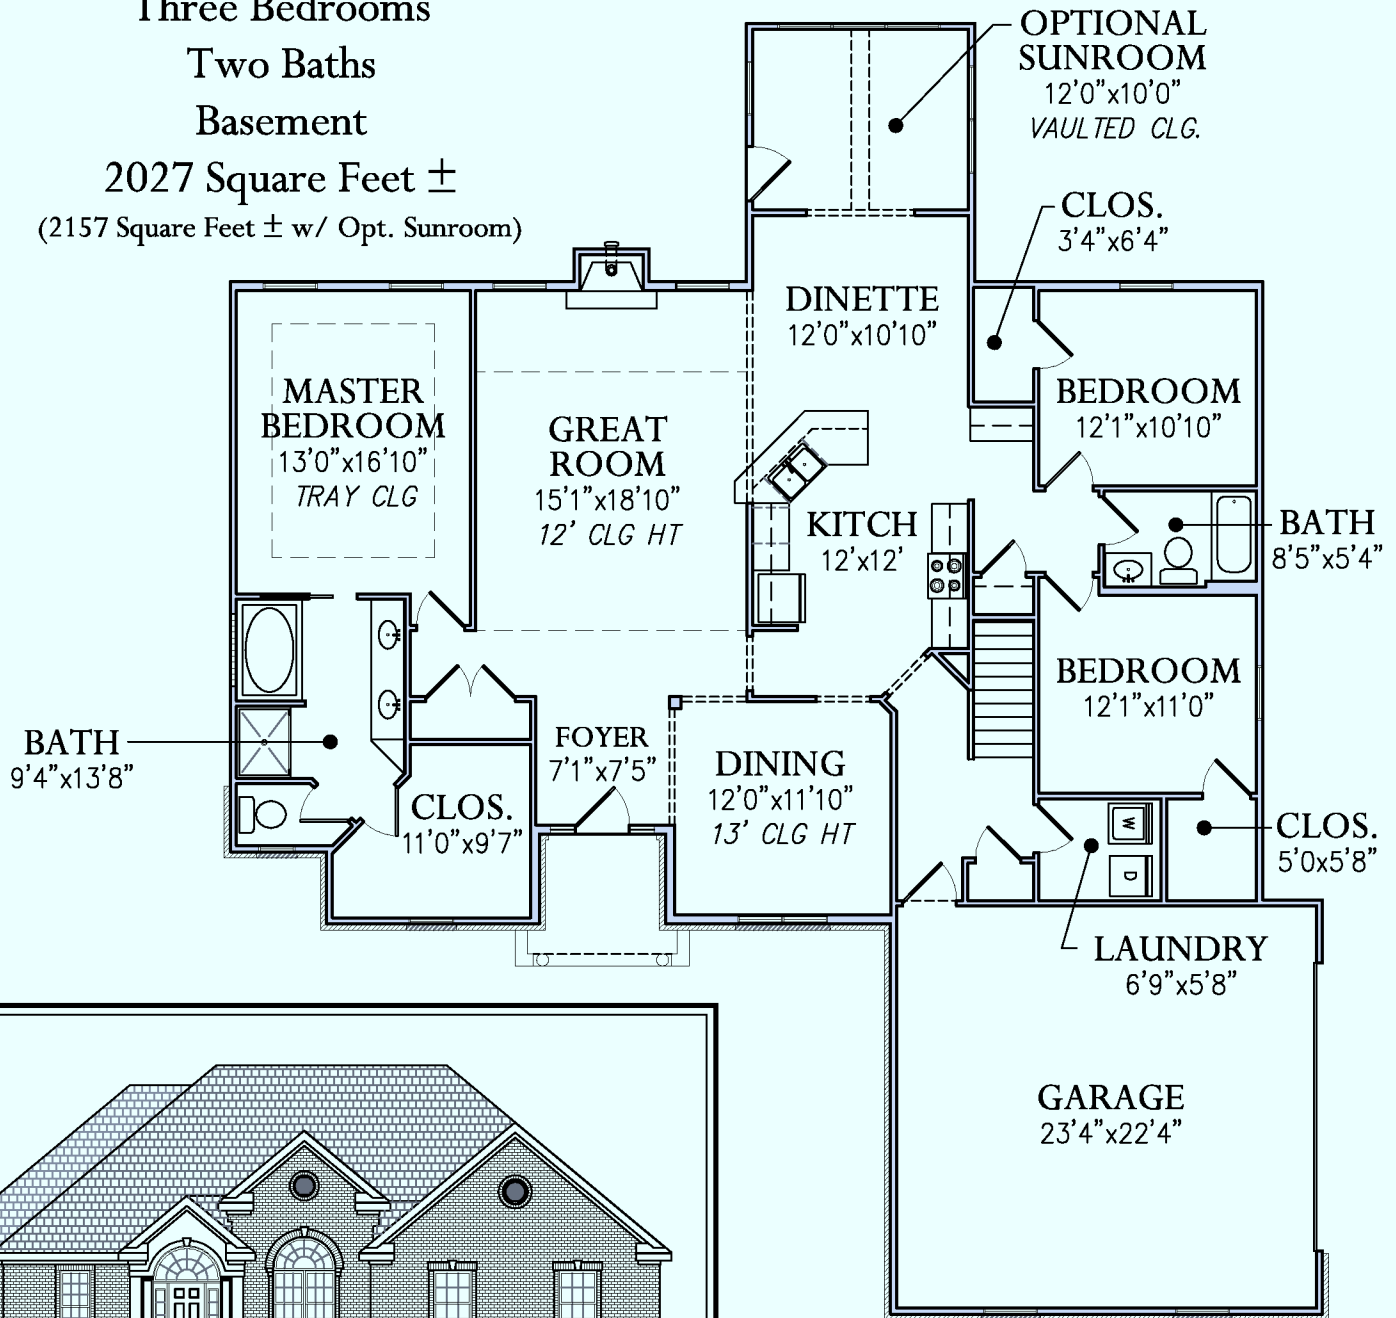 Three Bedrooms
Two Baths
Basement
2027 Square Feet ±
(2157 Square Feet ± w/ Opt. Sunroom)
OPTIONAL
SUNROOM
12'0"x10'0"
VAULTED CLG.
CLOS.
3'4"x6'4"
DINETTE
12'0"x10'10"
MASTER
BEDROOM
13'0"x16'10"
TRAY CLG
GREAT
ROOM
15'1"x18'10"
12' CLG HT
BEDROOM
12'1"x10'10"
KITCH
12'x12'
BATH
8'5"x5'4"
BEDROOM
12'1"x11'0"
BATH
9'4"x13'8"
FOYER
7'1"x7'5"
DINING
12'0"x11'10"
13' CLG HT
CLOS.
11'0"x9'7"
W
D
CLOS.
5'0x5'8"
LAUNDRY
6'9"x5'8"
GARAGE
23'4"x22'4"